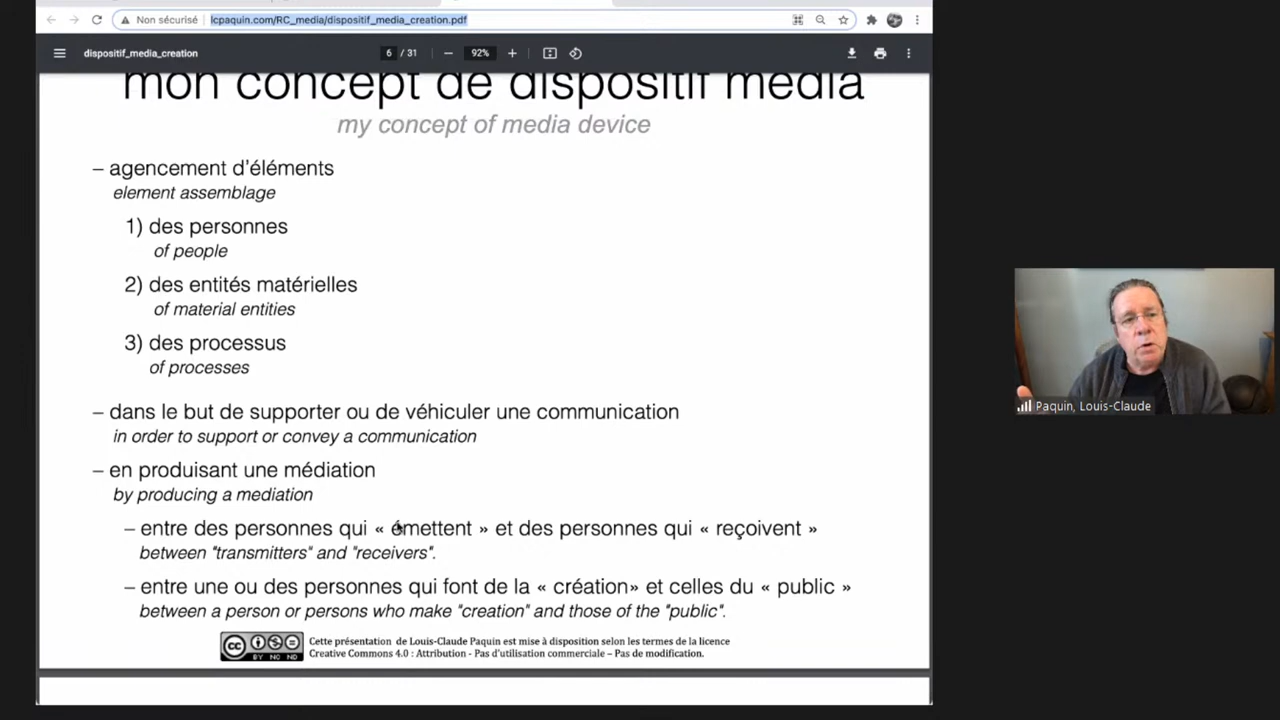 Non sécurisé
lcpaquin.com/RC_media/dispositif_media_creation.pdf
dispositif_media_creation
6 / 31
92%
mon concept de dispositif média
my concept of media device
– agencement d'éléments
element assemblage
1) des personnes
of people
2) des entités matérielles
of material entities
3) des processus
of processes
– dans le but de supporter ou de véhiculer une communication
in order to support or convey a communication
– en produisant une médiation
by producing a mediation
– entre des personnes qui « émettent » et des personnes qui « reçoivent »
between "transmitters" and "receivers".
– entre une ou des personnes qui font de la « création» et celles du « public »
between a person or persons who make "creation" and those of the "public".
cc BY NC ND
Cette présentation de Louis-Claude Paquin est mise à disposition selon les termes de la licence
Creative Commons 4.0 : Attribution - Pas d'utilisation commerciale – Pas de modification.
Paquin, Louis-Claude